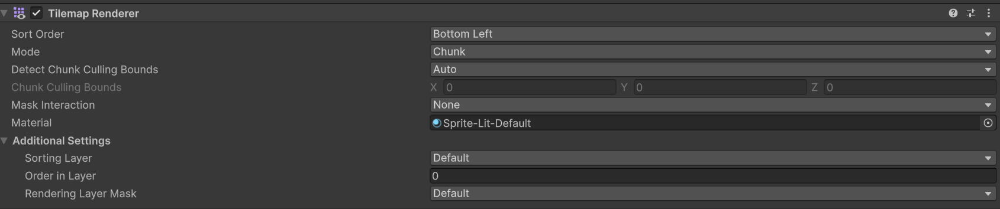 Tilemap Renderer
Sort Order Bottom Left
Mode Chunk
Detect Chunk Culling Bounds Auto
Chunk Culling Bounds X 0 Y 0 Z 0
Mask Interaction None
Material Sprite-Lit-Default
Additional Settings
Sorting Layer Default
Order in Layer 0
Rendering Layer Mask Default